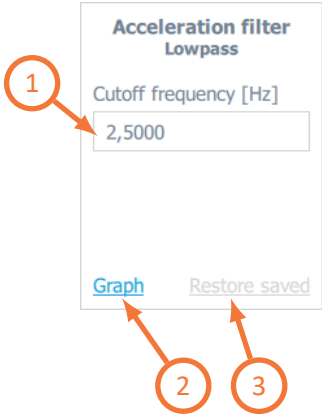 Acceleration filter
Lowpass
1
Cutoff frequency [Hz]
2,5000
Graph Restore saved
2 3